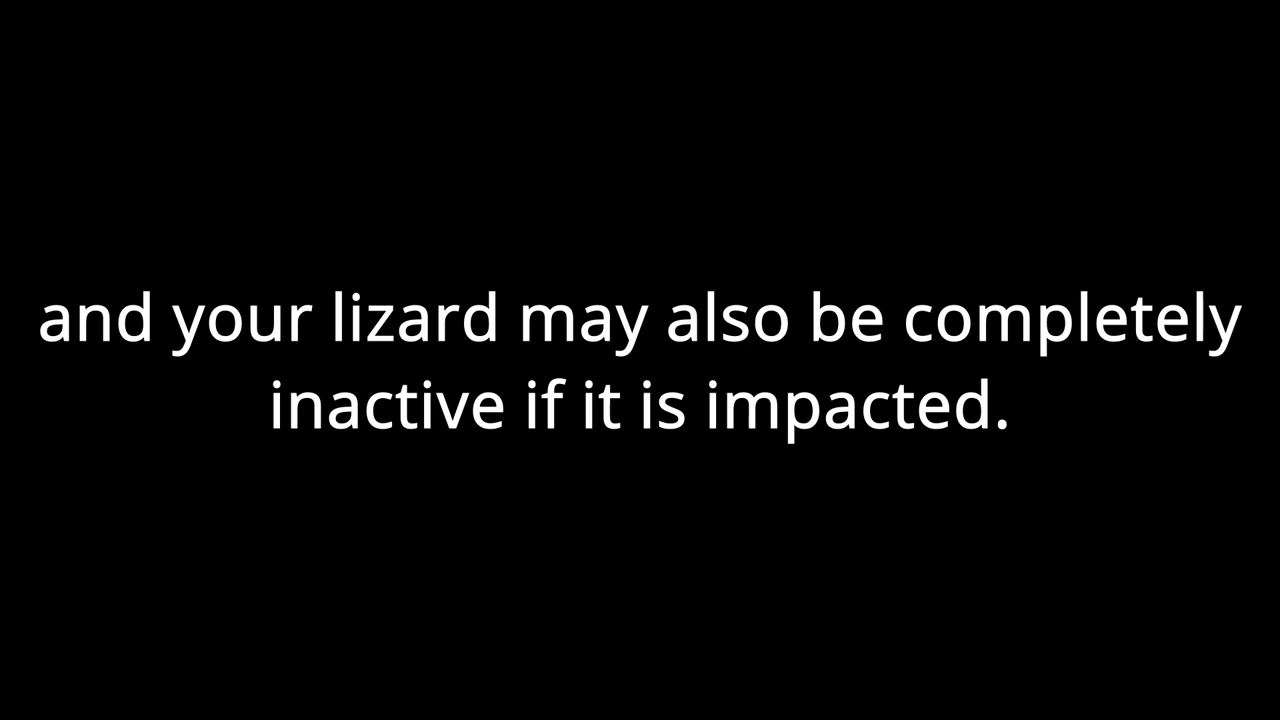 and your lizard may also be completely
inactive if it is impacted.